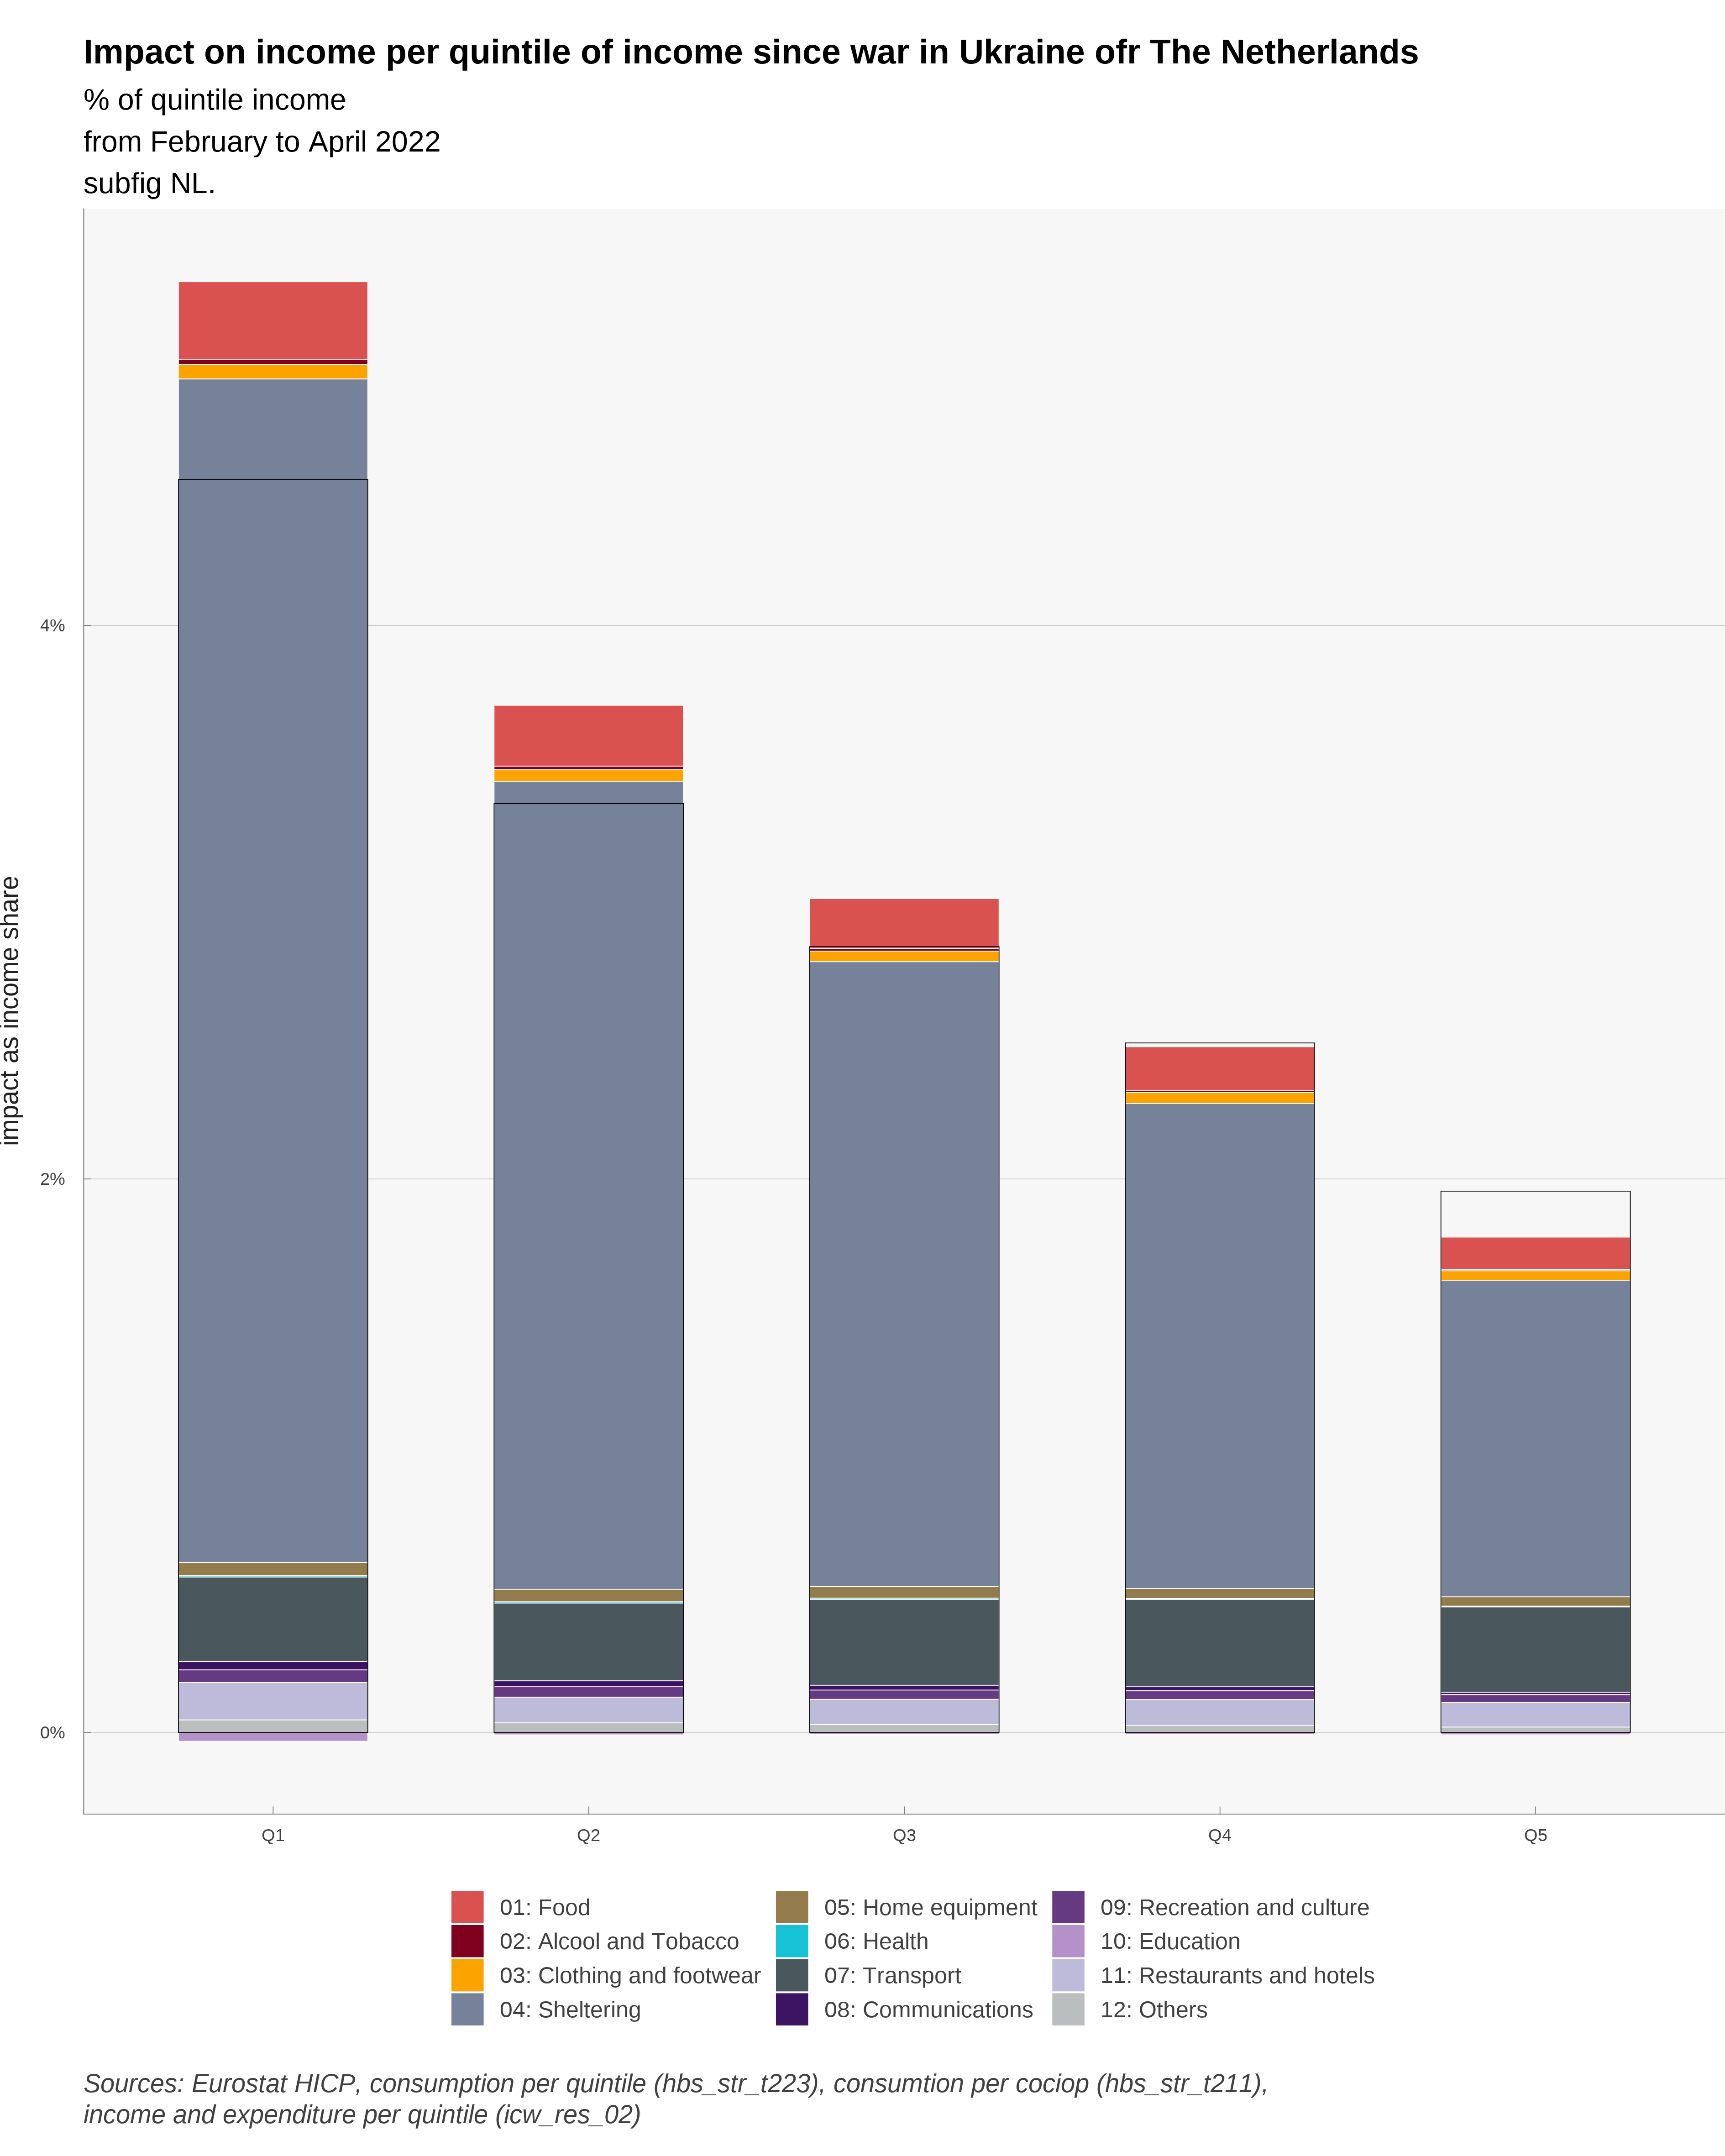 Impact on income per quintile of income since war in Ukraine ofr The Netherlands
% of quintile income
from February to April 2022
subfig NL.
impact as income share
4%
2%
0%
Q1
Q2
Q3
Q4
Q5
01: Food
02: Alcool and Tobacco
03: Clothing and footwear
04: Sheltering
05: Home equipment
06: Health
07: Transport
08: Communications
09: Recreation and culture
10: Education
11: Restaurants and hotels
12: Others
Sources: Eurostat HICP, consumption per quintile (hbs_str_t223), consumtion per cociop (hbs_str_t211),
income and expenditure per quintile (icw_res_02)